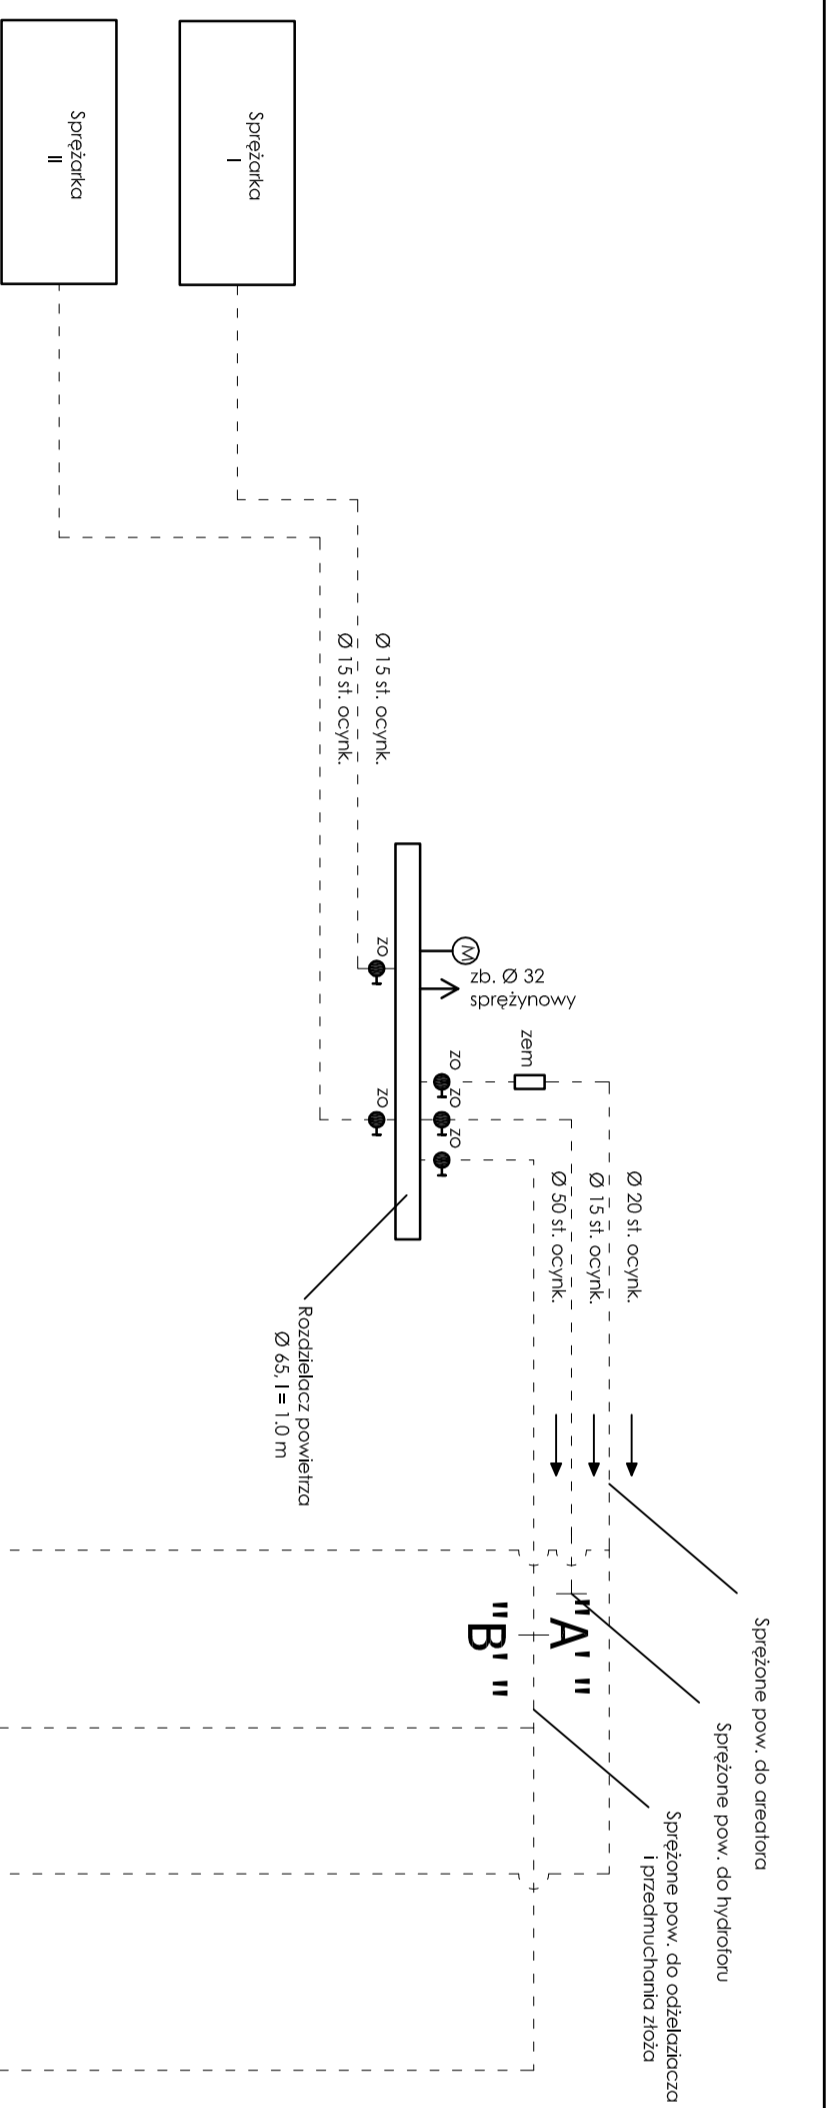 Sprężarka
I
Sprężarka
II
Ø 15 st. ocynk.
Ø 15 st. ocynk.
M
zb. Ø 32
sprężynowy
zo
zo
zem
zo
zo
zo
Ø 20 st. ocynk.
Ø 15 st. ocynk.
Ø 50 st. ocynk.
Rozdzielacz powietrza
Ø 65, l = 1.0 m
"A' "
"B' "
Sprężone pow. do areatora
Sprężone pow. do hydroforu
Sprężone pow. do odżelaziacza
i przedmuchania złoża